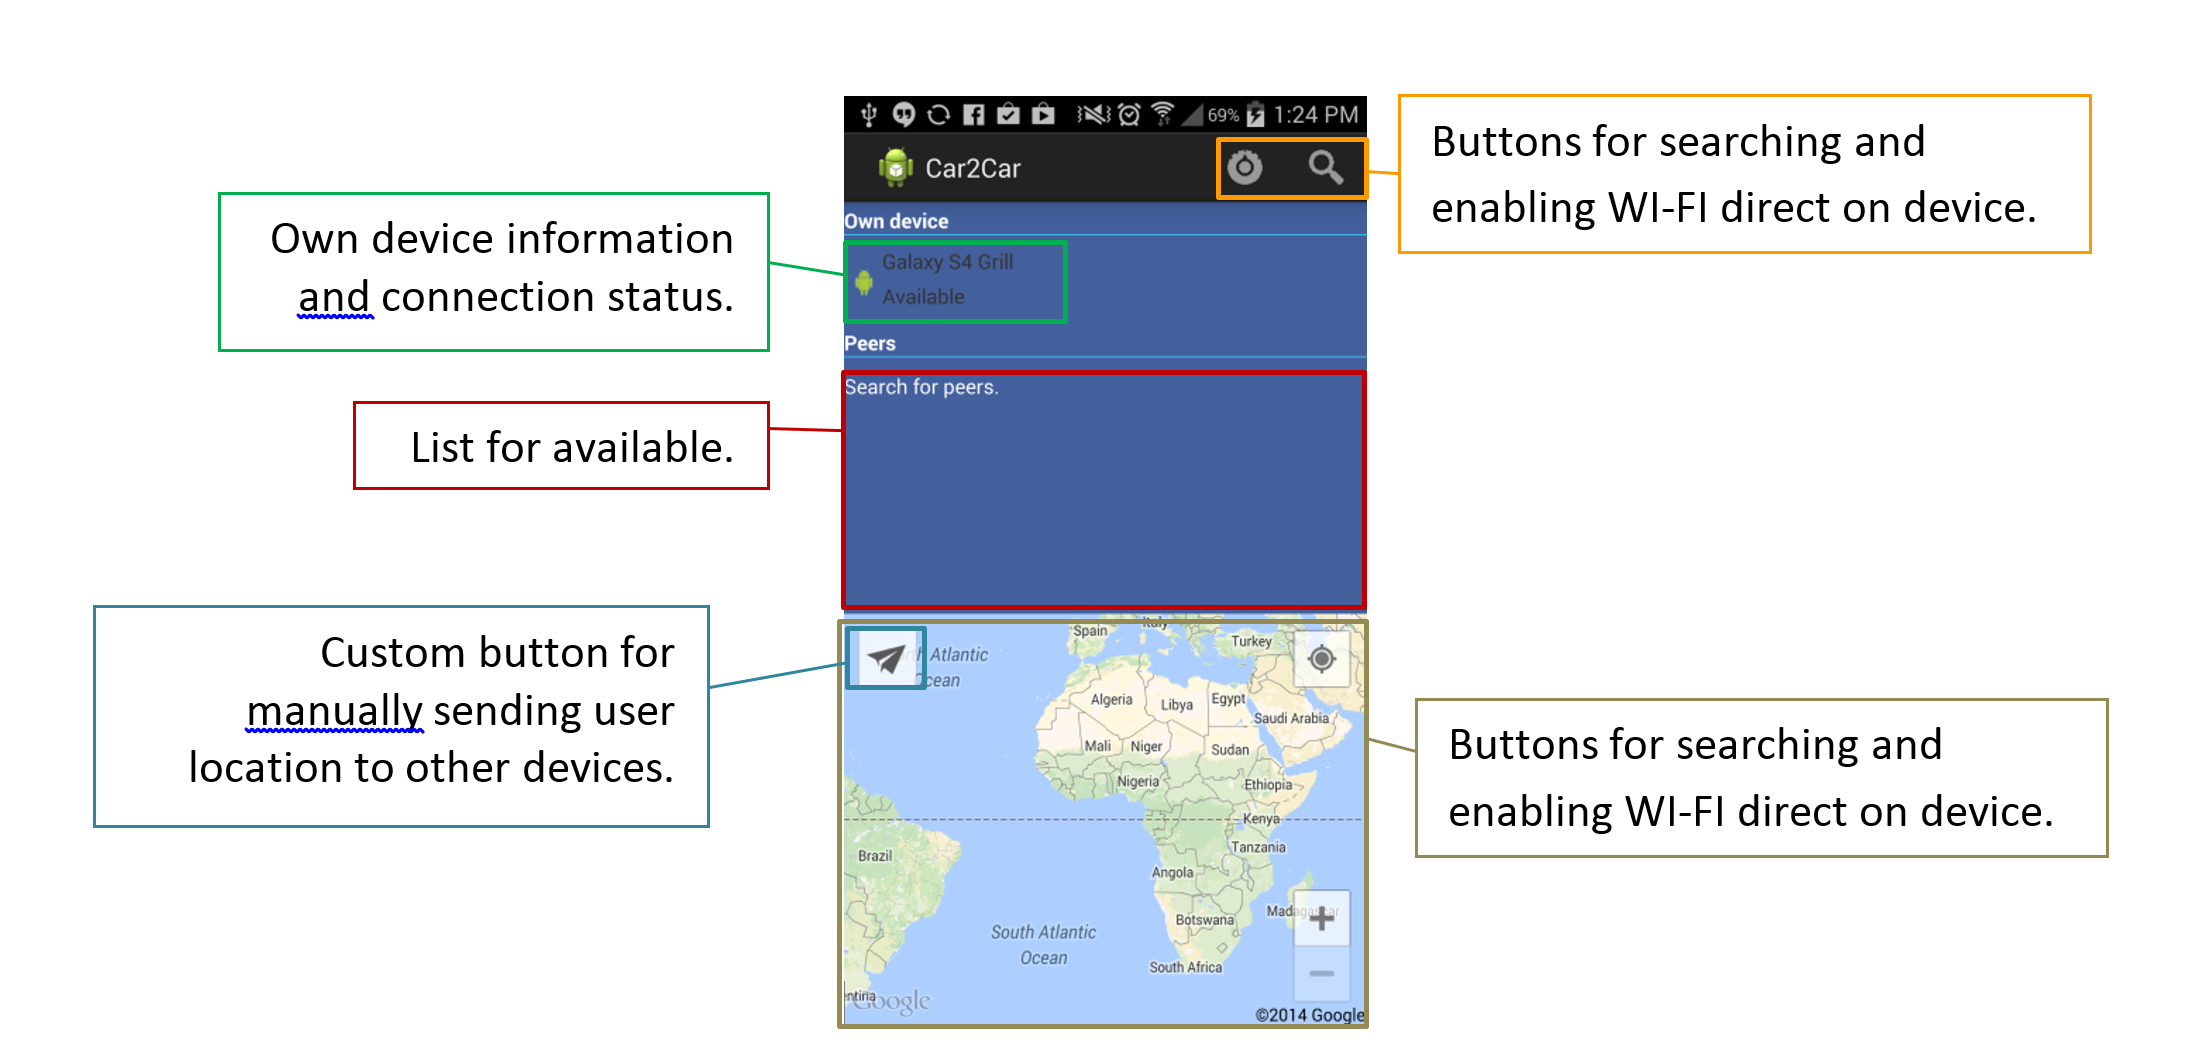 69% 1:24 PM
Car2Car
Buttons for searching and
enabling WI-FI direct on device.
Own device
Own device information
and connection status.
Galaxy S4 Grill
Available
Peers
Search for peers.
List for available.
Custom button for
manually sending user
location to other devices.
Spain
Italy
Turkey
Atlantic
Ocean
Algeria
Libya
Egypt
Saudi Arabia
Mali
Niger
Sudan
Nigeria
Ethiopia
Kenya
Tanzania
Brazil
Angola
Botswana
Madagascar
South Atlantic
Ocean
South Africa
entina
Google
©2014 Google
Buttons for searching and
enabling WI-FI direct on device.